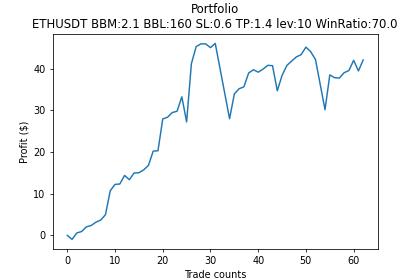 Portfolio
ETHUSDT BBM:2.1 BBL:160 SL:0.6 TP:1.4 lev:10 WinRatio:70.0
40
30
20
10
0
Profit ($)
0 10 20 30 40 50 60
Trade counts